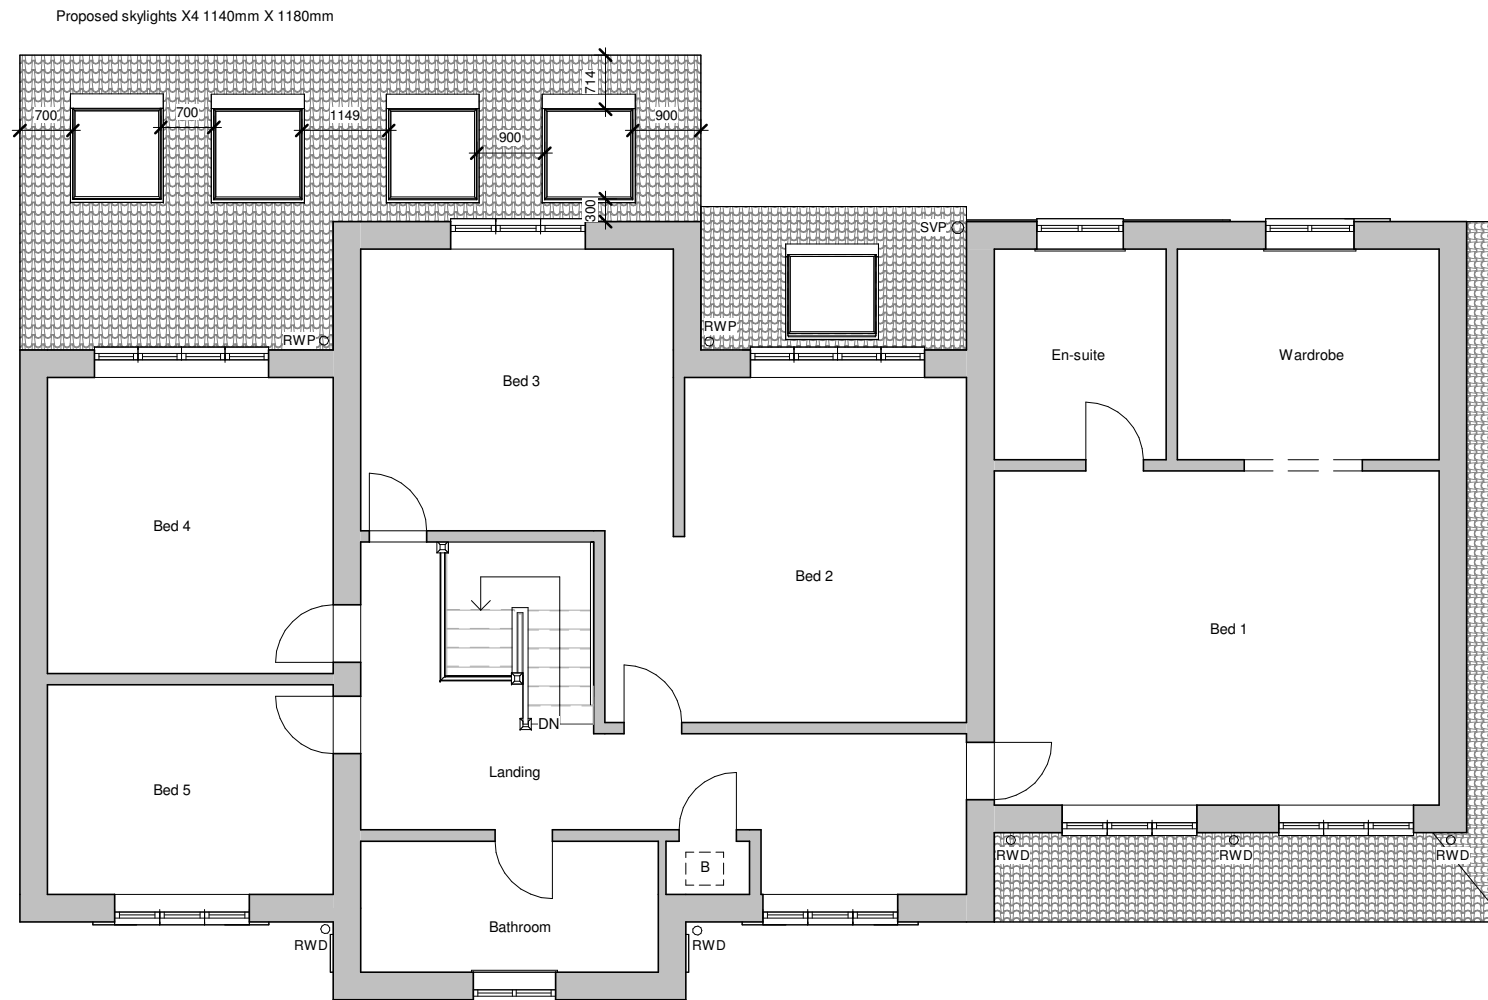 Proposed skylights X4 1140mm X 1180mm
714
700
700
1149
900
900
300
SVP
RWP
RWP
En-suite
Wardrobe
Bed 3
Bed 4
Bed 2
Bed 1
DN
Landing
Bed 5
B
RWD
RWD
RWD
Bathroom
RWD
RWD